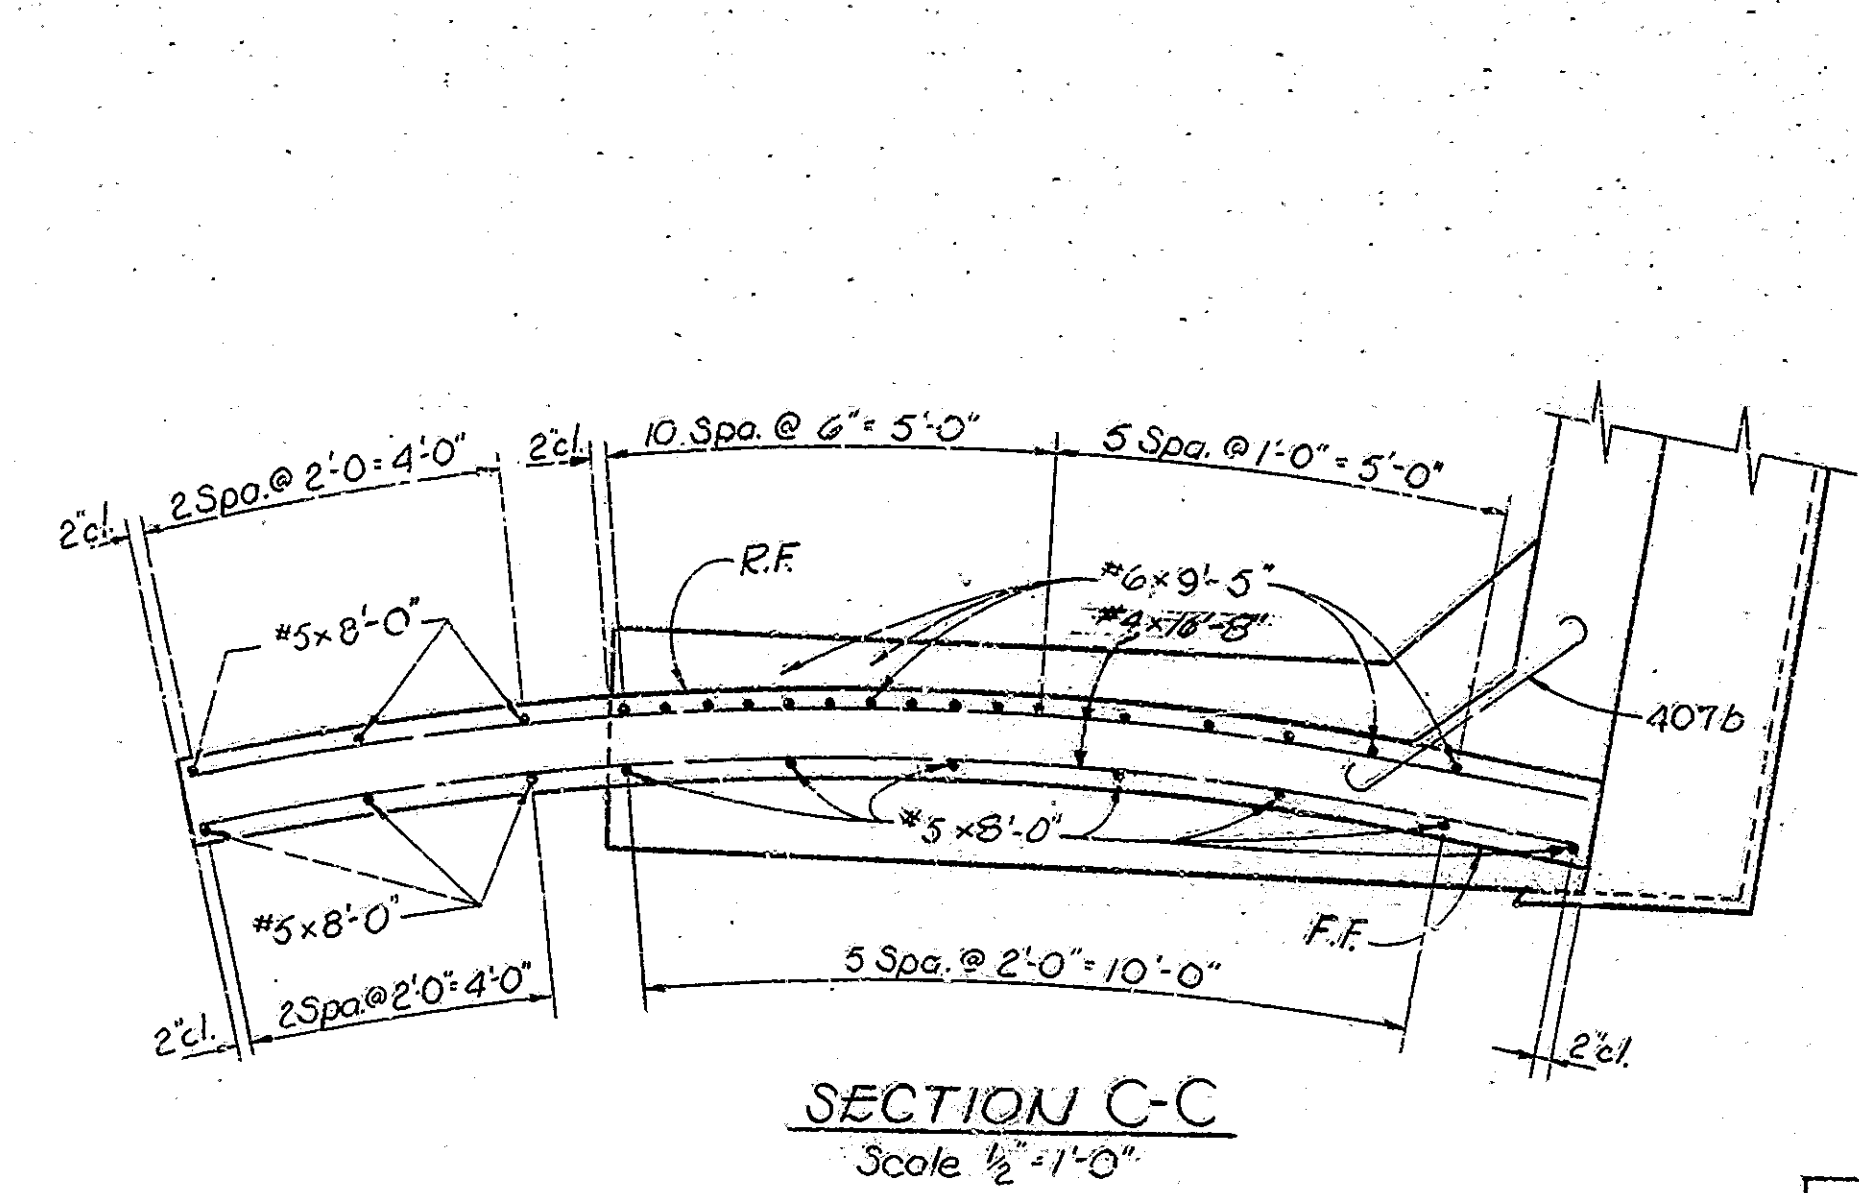 2"cl.
2 Spa. @ 2'-0 = 4'-0"
2"cl.
10 Spa. @ 6" = 5'-0"
5 Spa. @ 1'-0" = 5'-0"
R.F.
#6 x 9'-5"
#4 x 16'-8"
#5 x 8'-0"
407b
#5 x 8'-0"
#5 x 8'-0"
F.F.
2"cl.
2 Spa. @ 2'-0" = 4'-0"
5 Spa. @ 2'-0" = 10'-0"
2"cl.
SECTION C-C
Scale 1/2" = 1'-0"